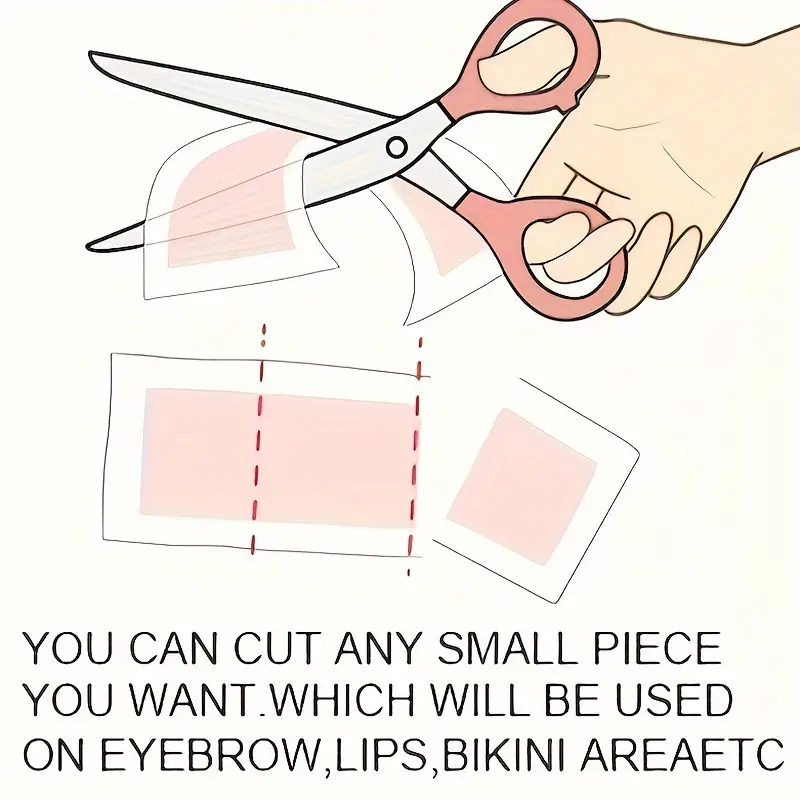 YOU CAN CUT ANY SMALL PIECE
YOU WANT.WHICH WILL BE USED
ON EYEBROW,LIPS,BIKINI AREAETC